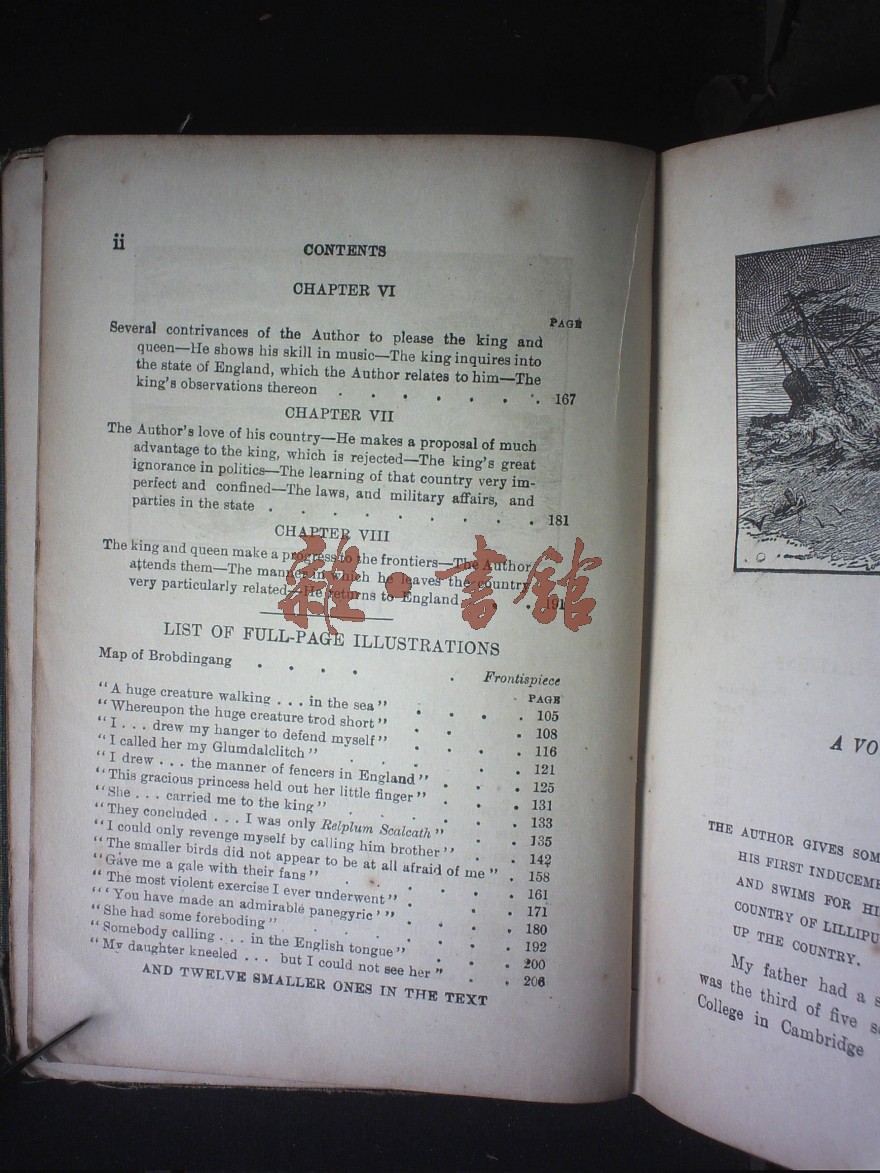 ii
CONTENTS
CHAPTER VI
PAGE
Several contrivances of the Author to please the king and
queen—He shows his skill in music—The king inquires into
the state of England, which the Author relates to him—The
king's observations thereon . . . . . . . 167
CHAPTER VII
The Author's love of his country—He makes a proposal of much
advantage to the king, which is rejected—The king's great
ignorance in politics—The learning of that country very im-
perfect and confined—The laws, and military affairs, and
parties in the state . . . . . . . . 181
CHAPTER VIII
The king and queen make a progress to the frontiers—The Author
attends them—The manner in which he leaves the country
very particularly related—He returns to England . . 191
雜·書館
LIST OF FULL-PAGE ILLUSTRATIONS
Map of Brobdingang . . . . . Frontispiece
PAGE
"A huge creature walking . . . in the sea" . . . . 105
"Whereupon the huge creature trod short" . . . 108
"I . . . drew my hanger to defend myself" . . . . 116
"I called her my Glumdalclitch" . . . . 121
"I drew . . . the manner of fencers in England" . . . 125
"This gracious princess held out her little finger" . . . 131
"She . . . carried me to the king" . . . . . 133
"They concluded . . . I was only Relplum Scalcath" . . 135
"I could only revenge myself by calling him brother" . . 142
"The smaller birds did not appear to be at all afraid of me" . 158
"Gave me a gale with their fans" . . . . . 161
"The most violent exercise I ever underwent" . . . 171
"'You have made an admirable panegyric'" . . . 180
"She had some foreboding" . . . . . . 192
"Somebody calling . . . in the English tongue" . . . 200
"My daughter kneeled . . . but I could not see her" . . 206
AND TWELVE SMALLER ONES IN THE TEXT
A VO
THE AUTHOR GIVES SOM
HIS FIRST INDUCEME
AND SWIMS FOR HI
COUNTRY OF LILLIPU
UP THE COUNTRY.
My father had a s
was the third of five s
College in Cambridge